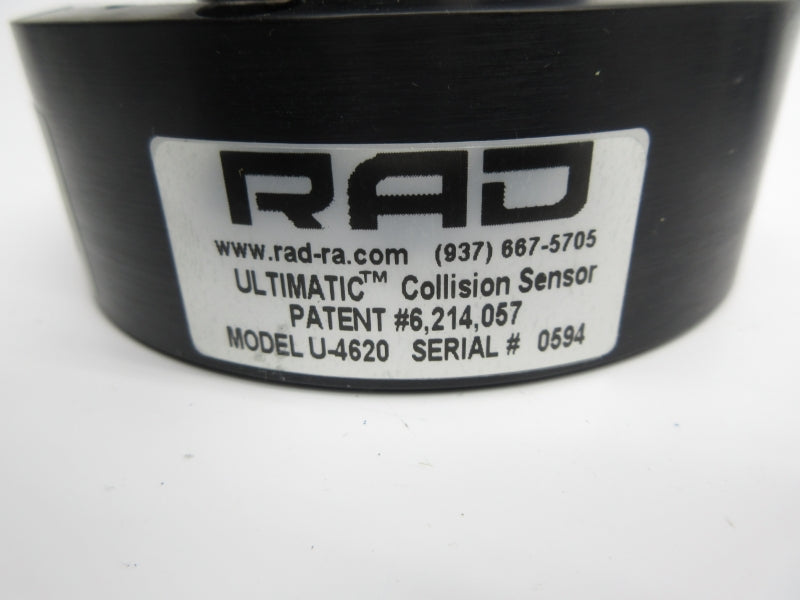 RAD
www.rad-ra.com (937) 667-5705
ULTIMATIC™ Collision Sensor
PATENT #6,214,057
MODEL U-4620 SERIAL # 0594